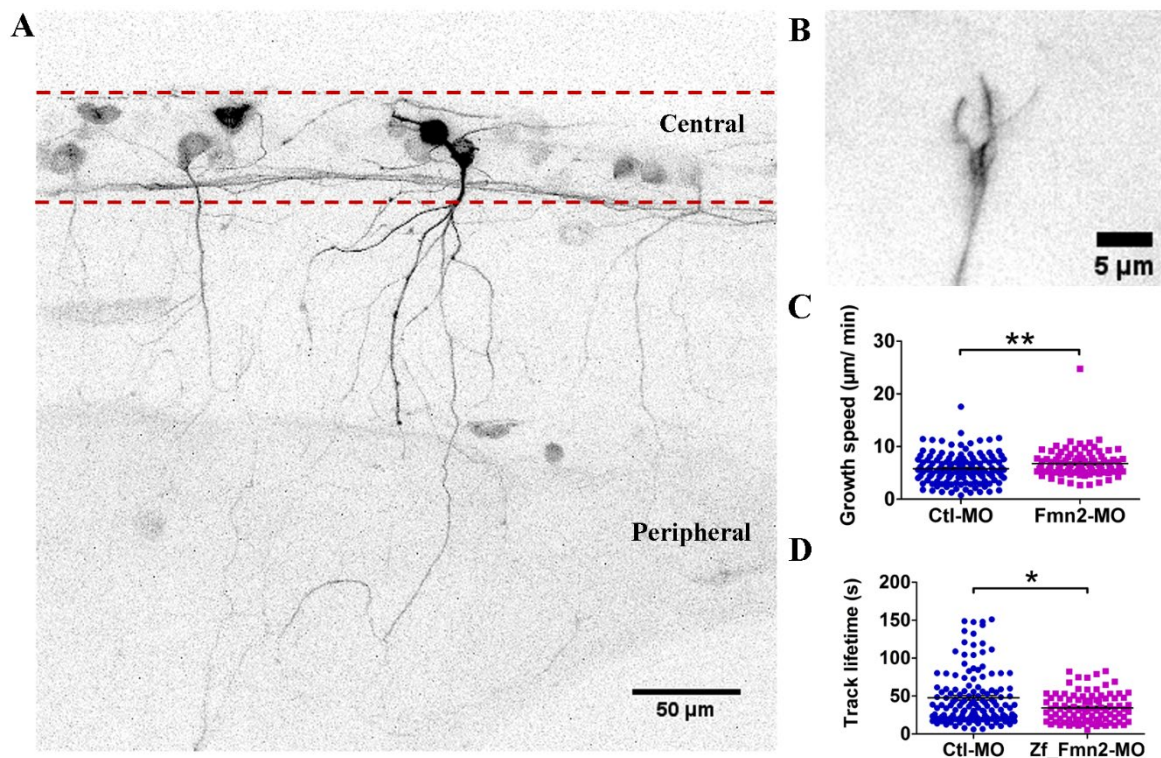 A
Central
Peripheral
50 µm
B
5 µm
C
Growth speed (µm/ min)
30
20
10
0
**
Ctl-MO
Fmn2-MO
D
Track lifetime (s)
200
150
100
50
0
*
Ctl-MO
Zf_Fmn2-MO